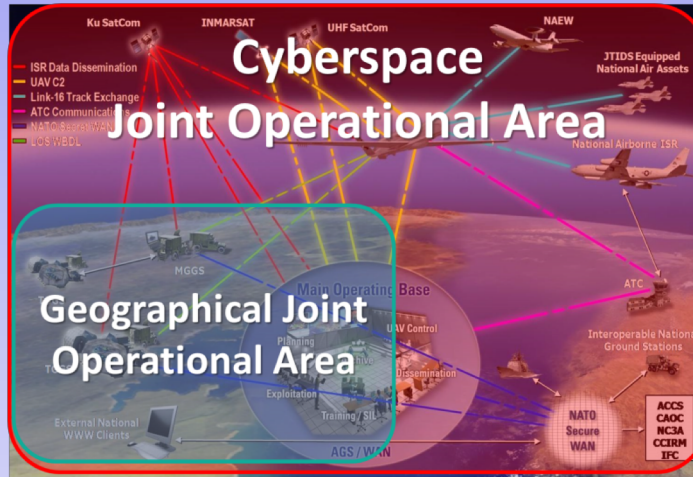 Ku SatCom
INMARSAT
UHF SatCom
NAEW
Cyberspace
Joint Operational Area
ISR Data Dissemination
UAV C2
Link-16 Track Exchange
ATC Communications
NATO Secret WAN
LOS WBDL
JTIDS Equipped
National Air Assets
National Airborne ISR
MGGS
Main Operating Base
UAV Control
ATC
Geographical Joint
Operational Area
Planning
Dissemination
Exploitation
Training / SIL
Interoperable National
Ground Stations
External National
WWW Clients
AGS / WAN
NATO
Secure
WAN
ACCS
CAOC
NC3A
CCIRM
IFC